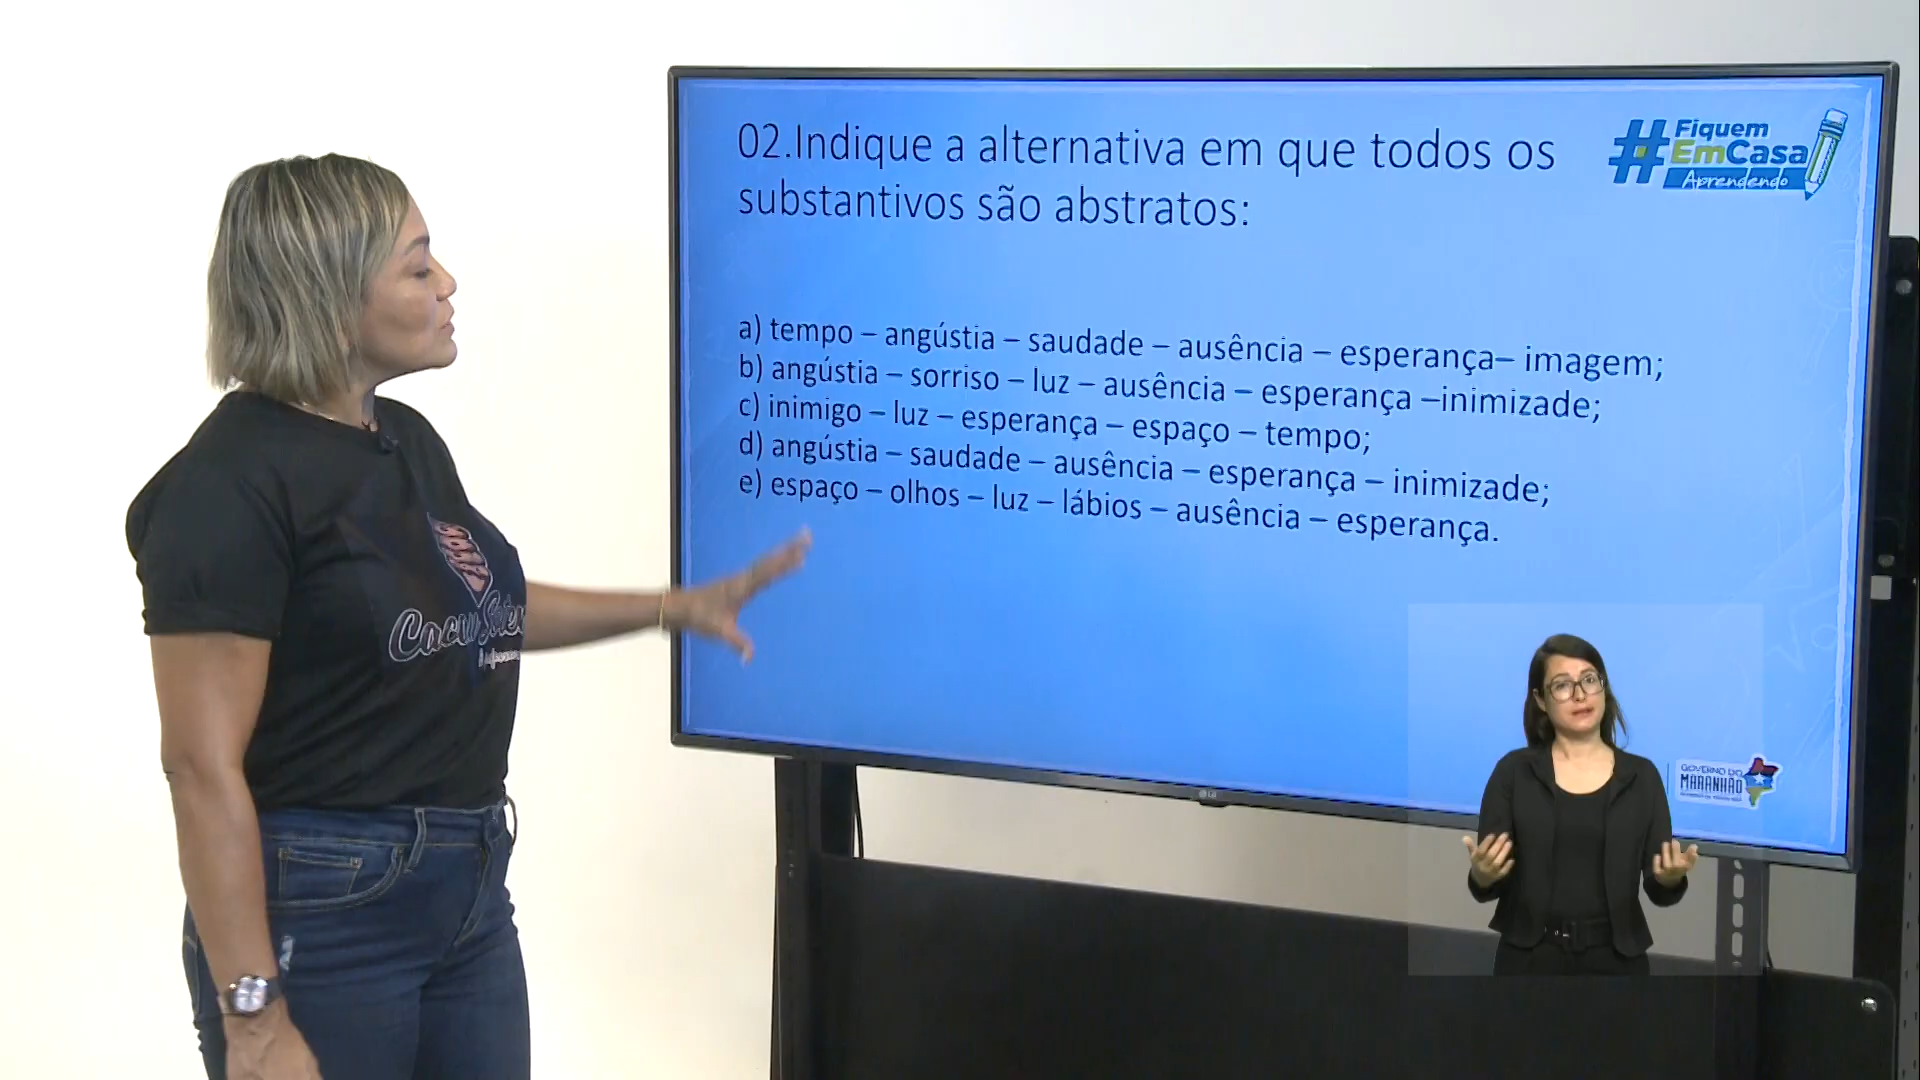 02.Indique a alternativa em que todos os
substantivos são abstratos:
#Fiquem
EmCasa
Aprendendo
a) tempo – angústia – saudade – ausência – esperança– imagem;
b) angústia – sorriso – luz – ausência – esperança –inimizade;
c) inimigo – luz – esperança – espaço – tempo;
d) angústia – saudade – ausência – esperança – inimizade;
e) espaço – olhos – luz – lábios – ausência – esperança.
GOVERNO DO
MARANHÃO
LG